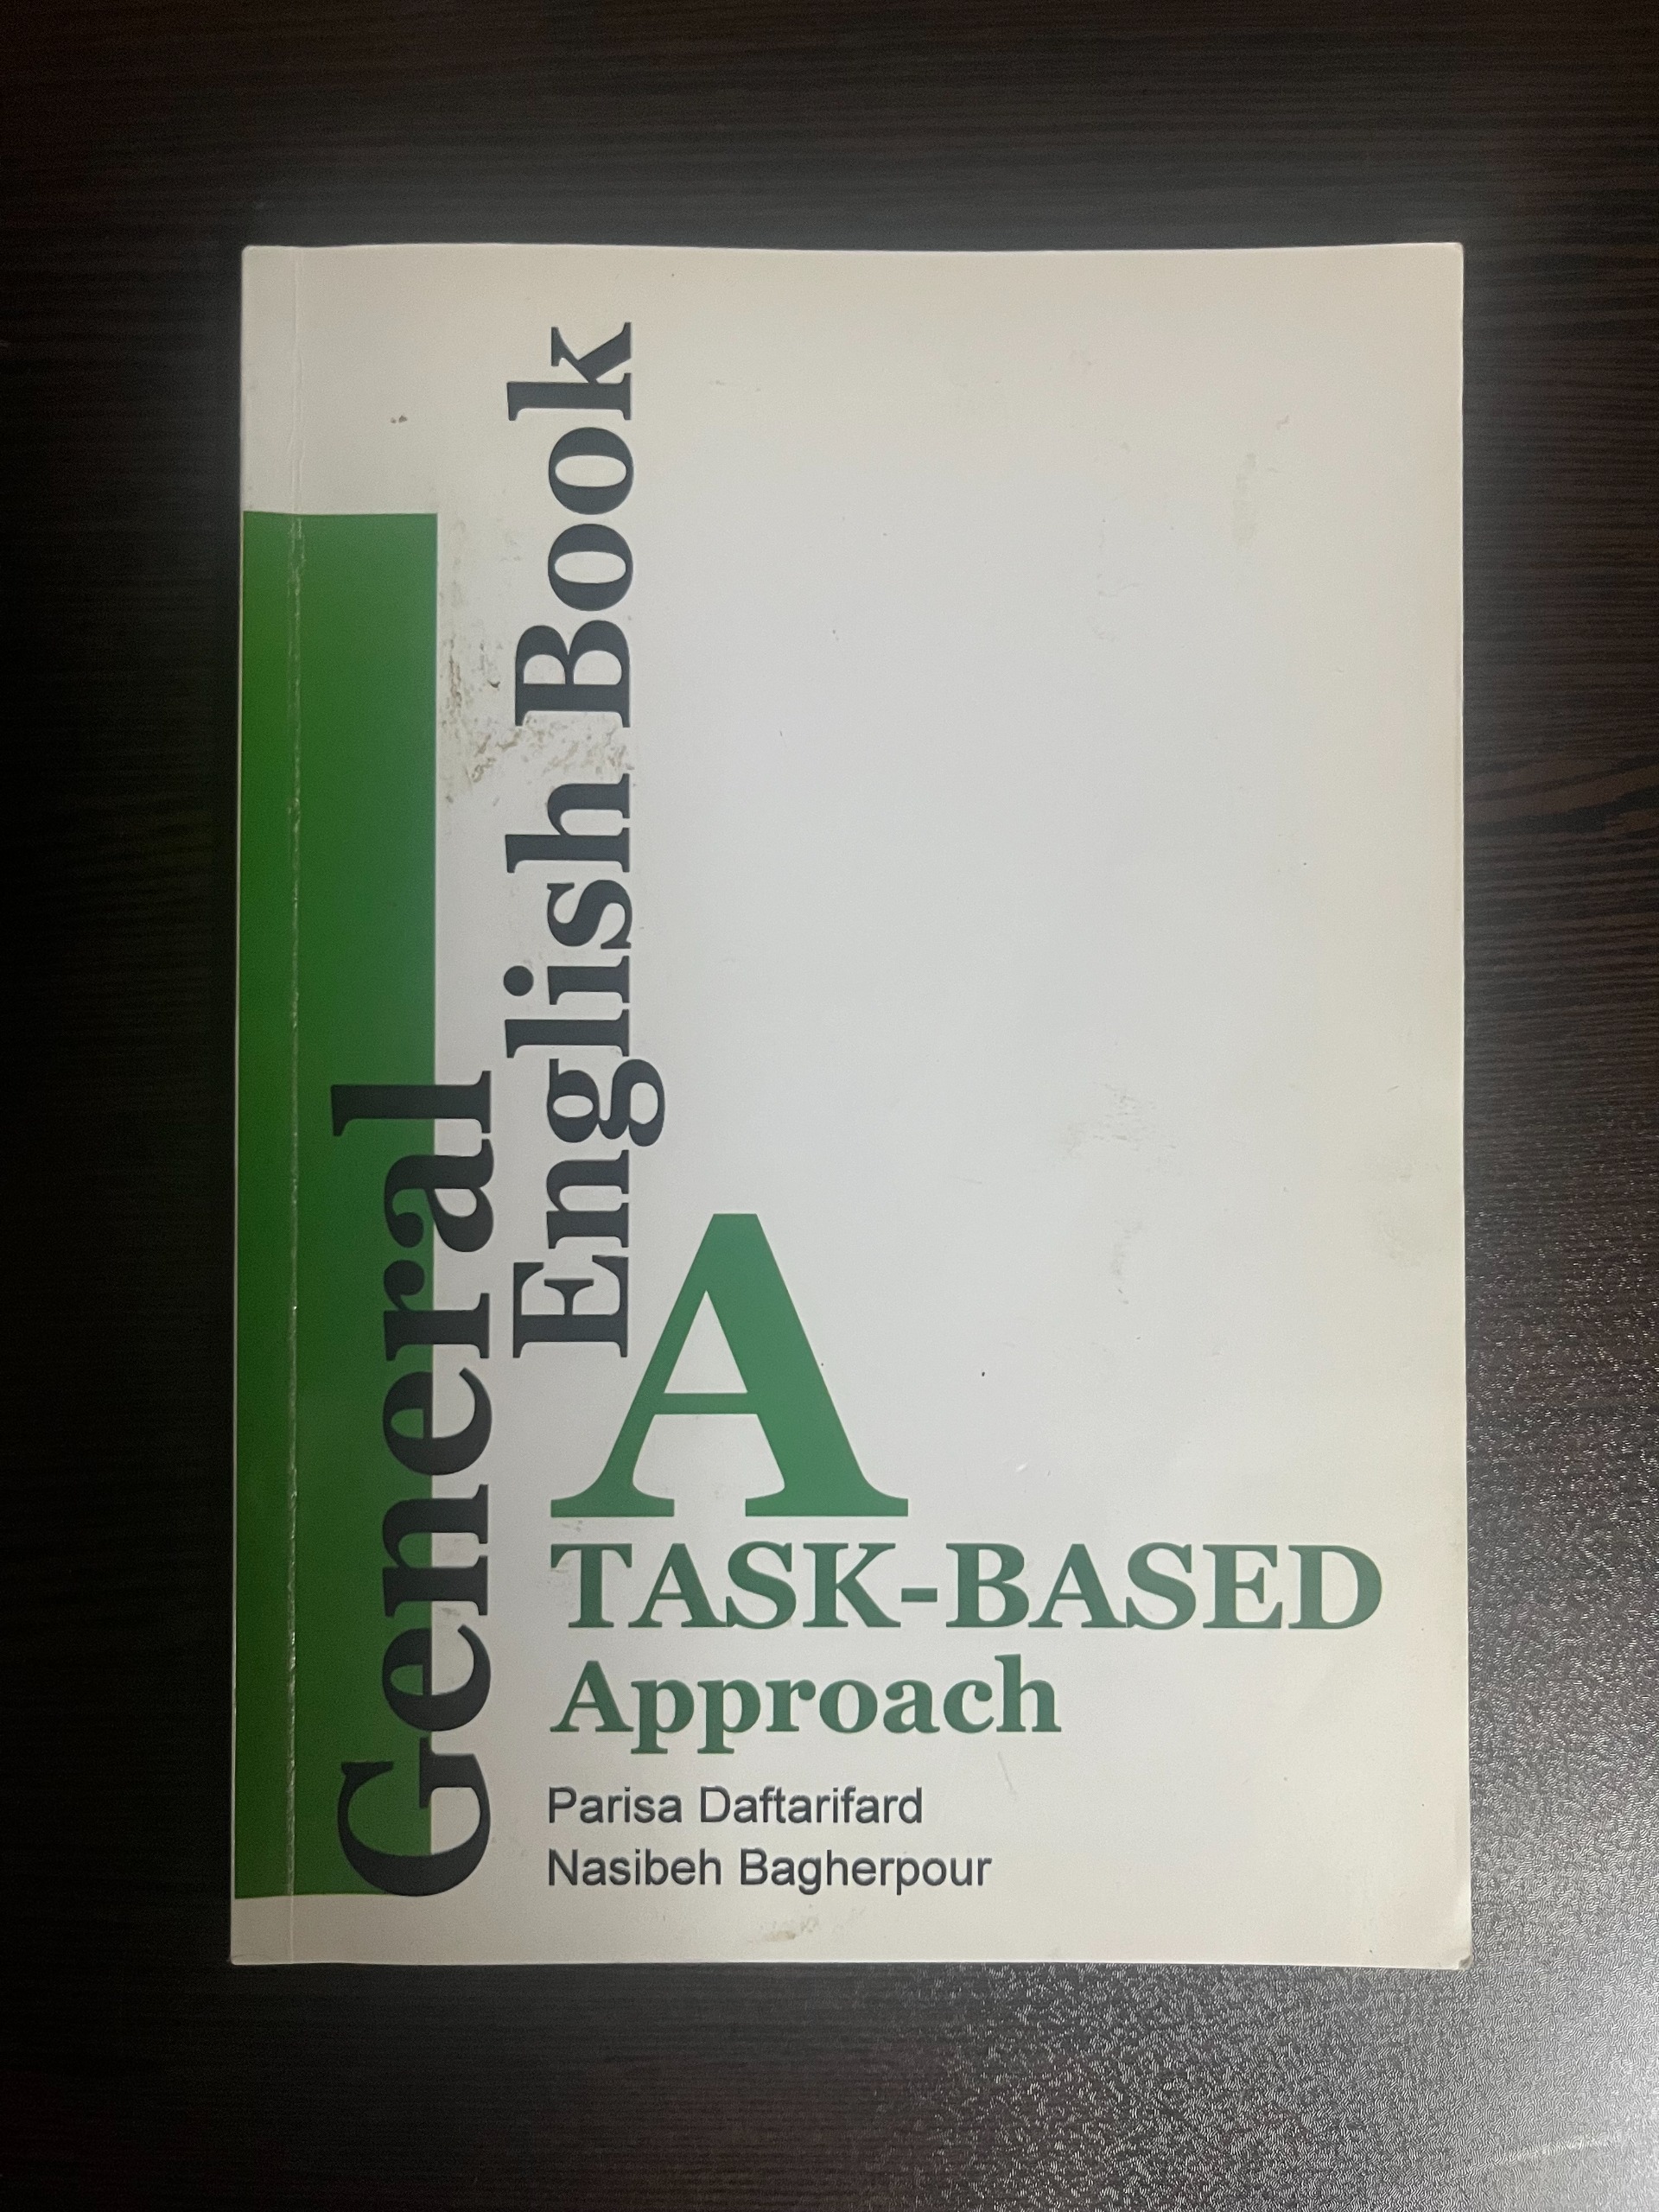 General
English Book
A
TASK-BASED
Approach
Parisa Daftarifard
Nasibeh Bagherpour